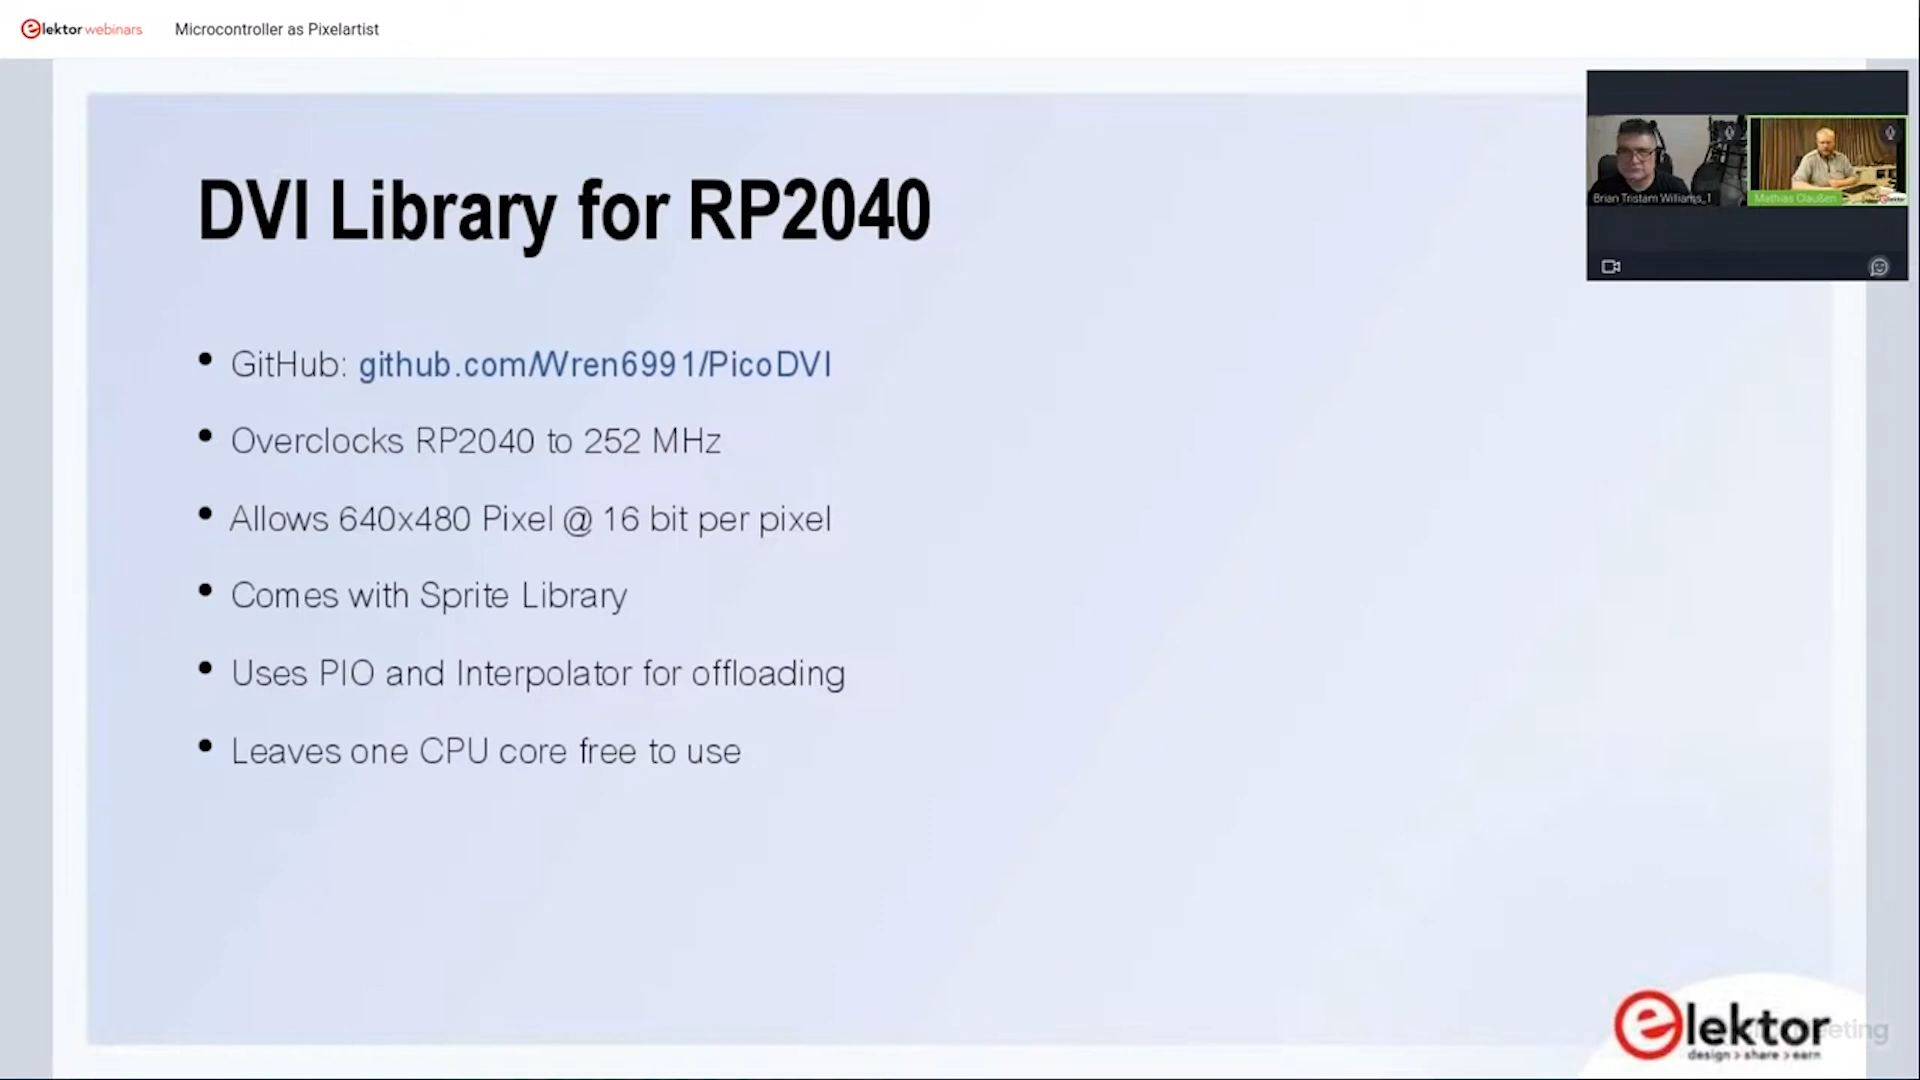 elektor webinars
Microcontroller as Pixelartist
DVI Library for RP2040
• GitHub: github.com/Wren6991/PicoDVI
• Overclocks RP2040 to 252 MHz
• Allows 640x480 Pixel @ 16 bit per pixel
• Comes with Sprite Library
• Uses PIO and Interpolator for offloading
• Leaves one CPU core free to use
Brian Tristam Williams_1
Mathias Claußen
elektor
design > share > earn